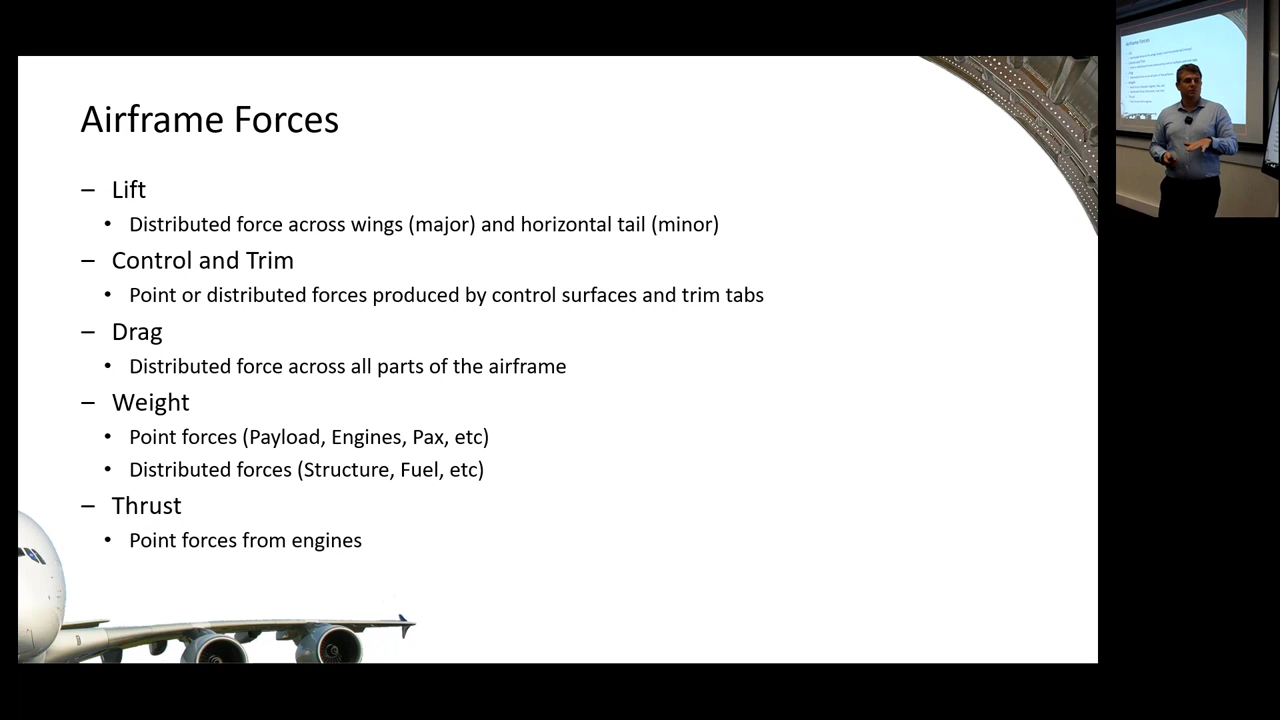 Airframe Forces
– Lift
• Distributed force across wings (major) and horizontal tail (minor)
– Control and Trim
• Point or distributed forces produced by control surfaces and trim tabs
– Drag
• Distributed force across all parts of the airframe
– Weight
• Point forces (Payload, Engines, Pax, etc)
• Distributed forces (Structure, Fuel, etc)
– Thrust
• Point forces from engines
Airframe Forces